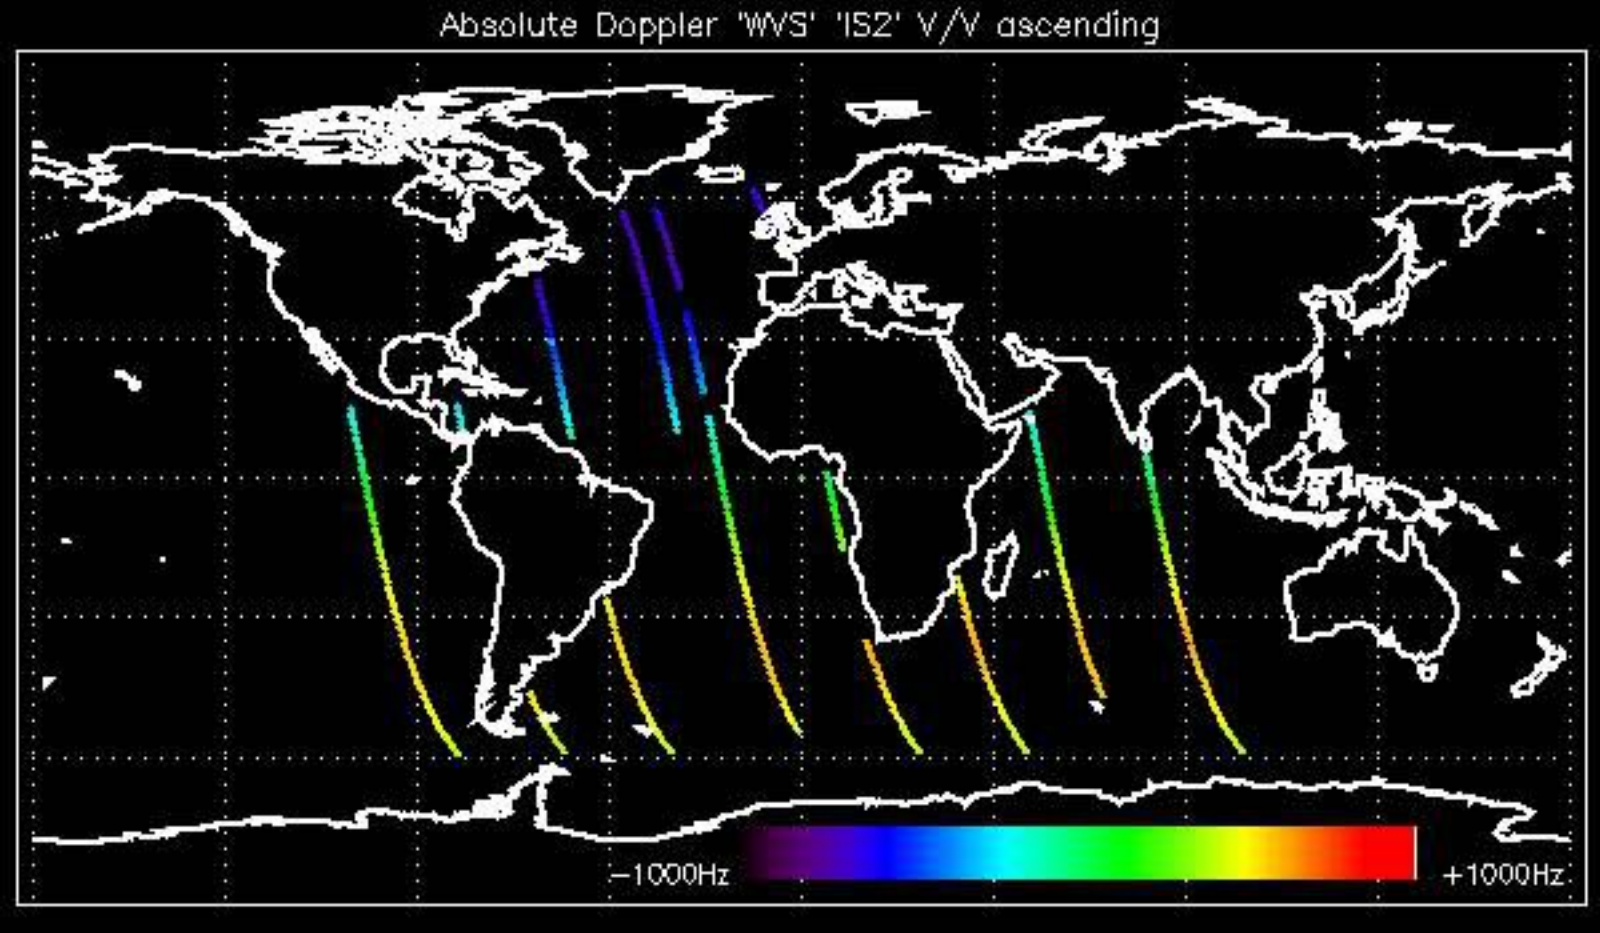 Absolute Doppler 'WVS' 'IS2' V/V ascending
-1000Hz +1000Hz